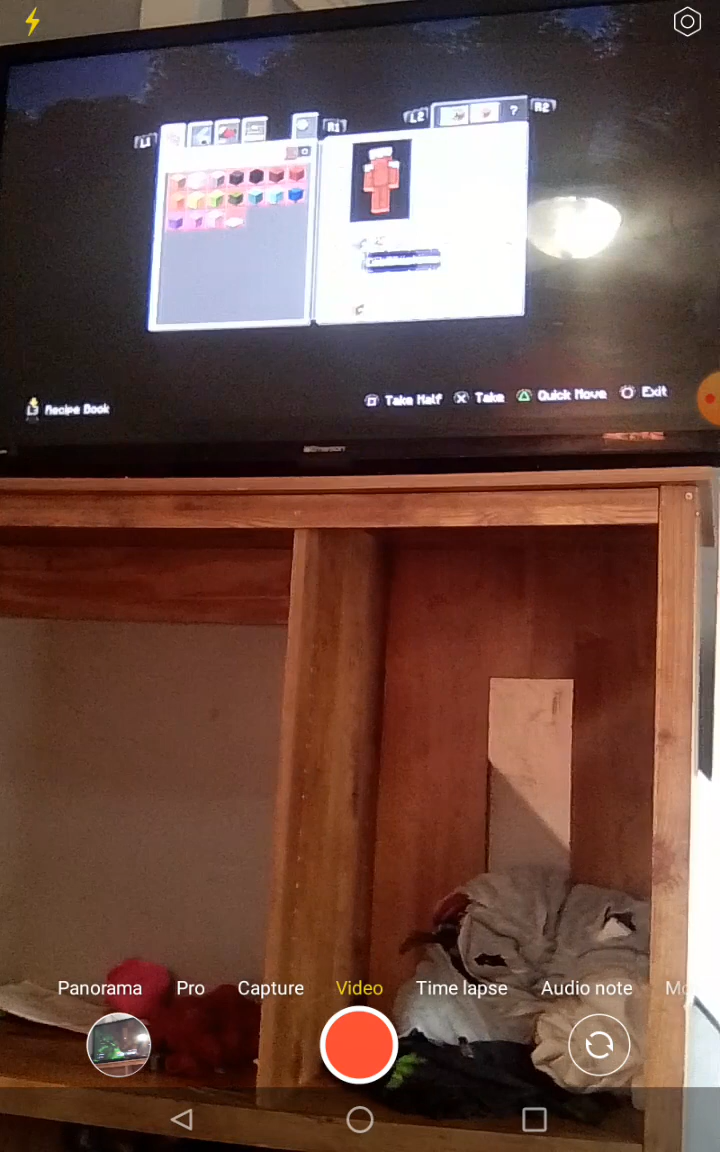 L1
R1
L2
R2
?
L3 Recipe Book
Take Half
Take
Quick Move
Exit
Panorama
Pro
Capture
Video
Time lapse
Audio note